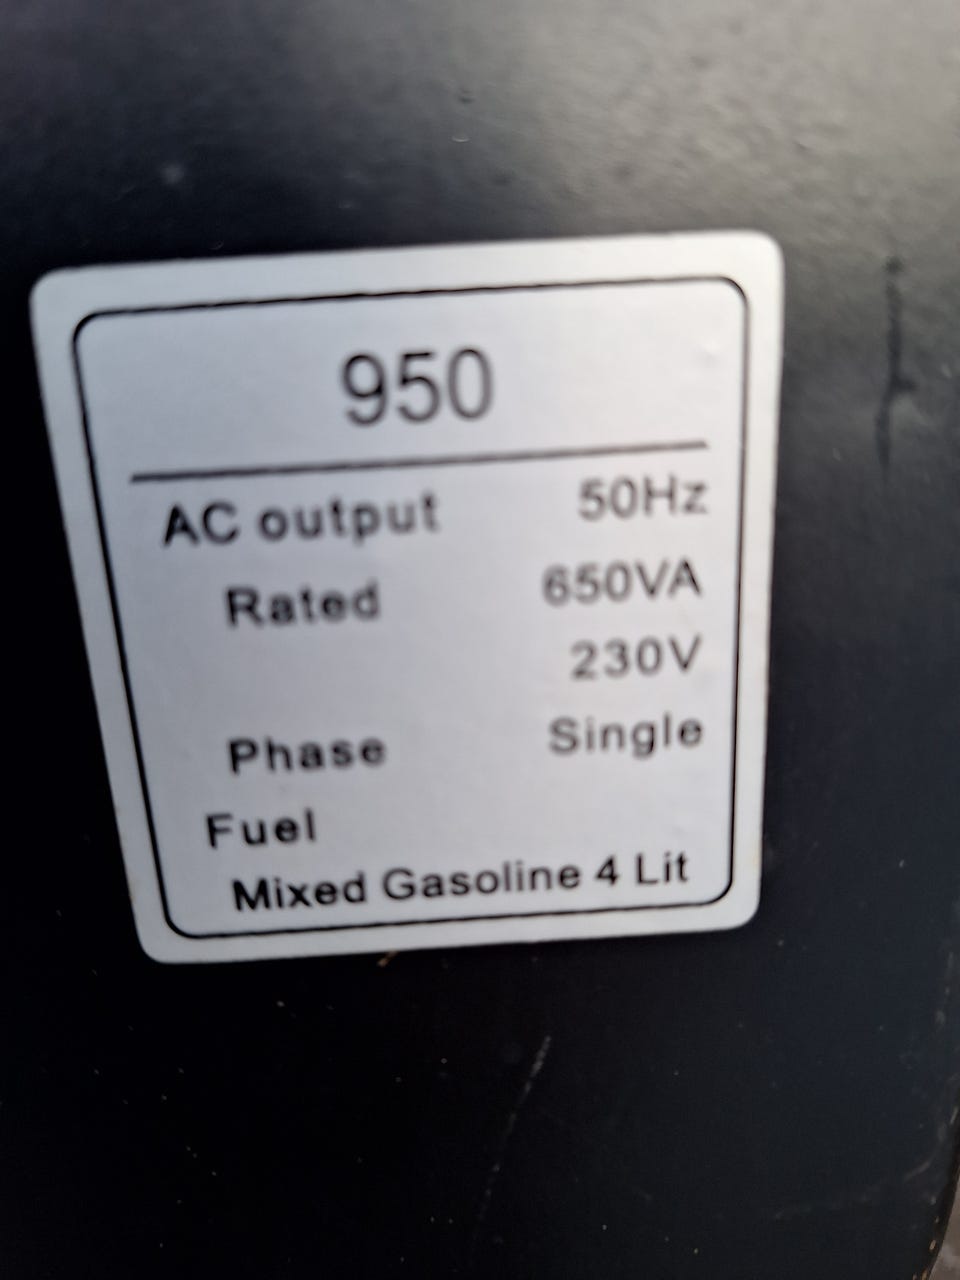 950
AC output 50Hz
Rated 650VA
230V
Phase Single
Fuel
Mixed Gasoline 4 Lit